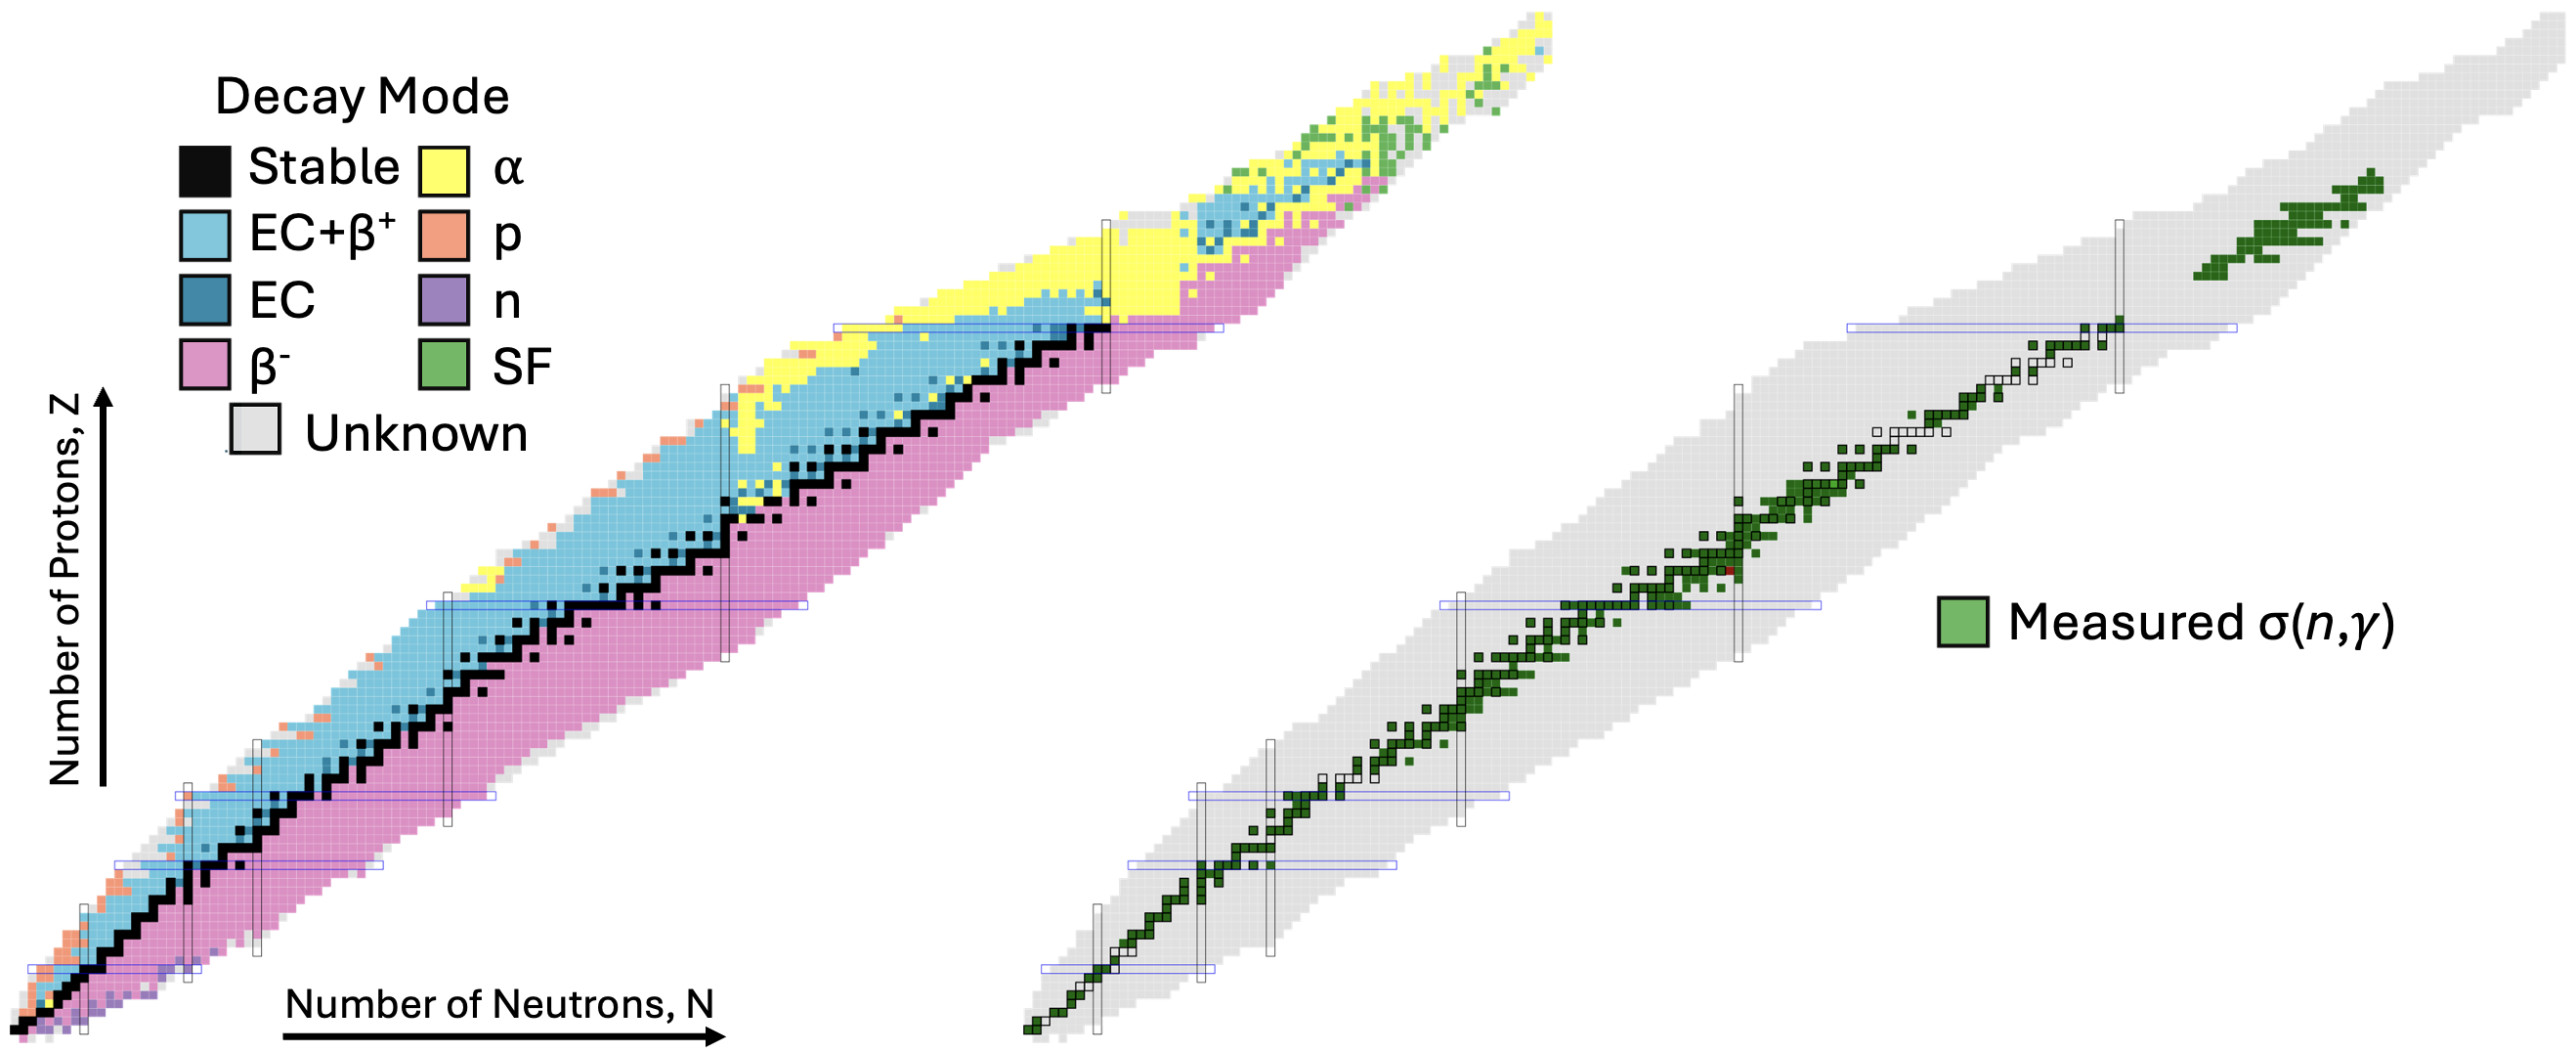 Decay Mode
Stable
α
EC+β⁺
p
EC
n
β⁻
SF
Unknown
Number of Protons, Z
Number of Neutrons, N
Measured σ(n,γ)